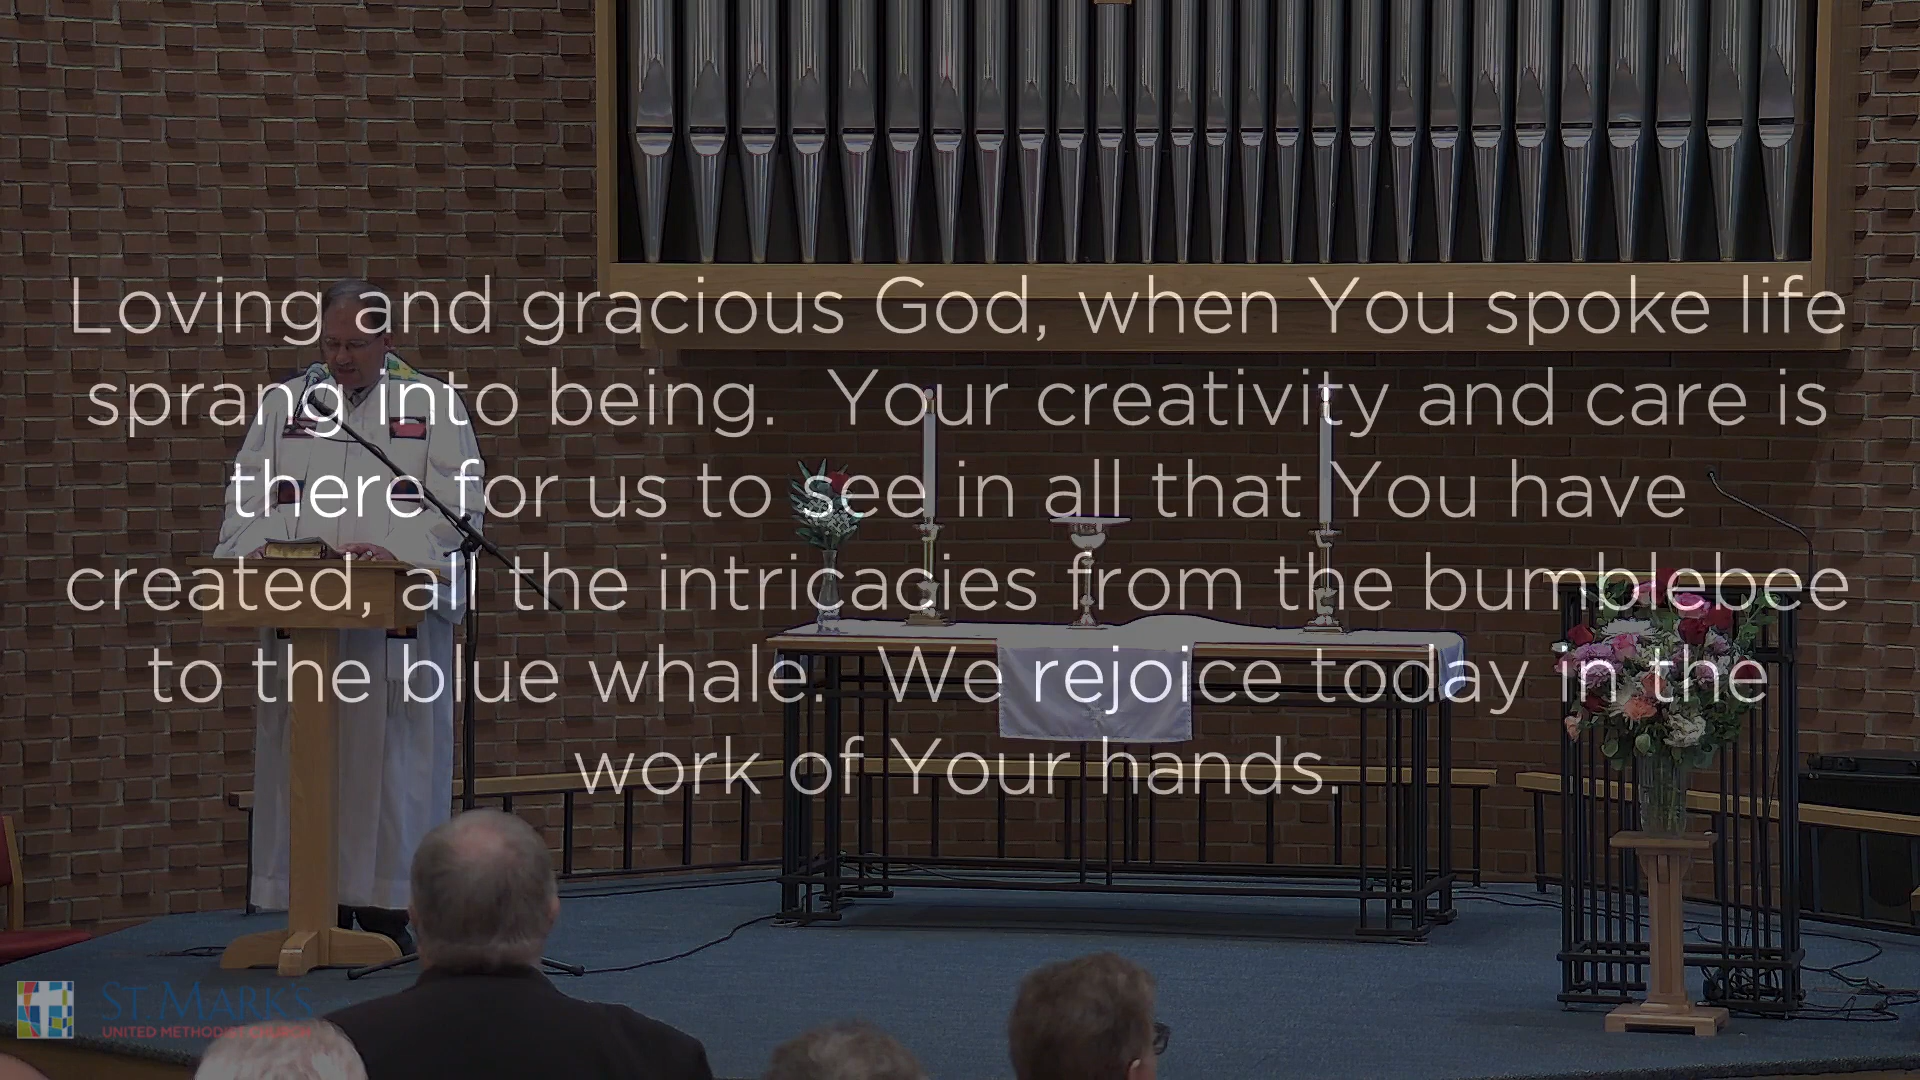 Loving and gracious God, when You spoke life
sprang into being.  Your creativity and care is
there for us to see in all that You have
created, all the intricacies from the bumblebee
to the blue whale.  We rejoice today in the
work of Your hands.
ST. MARK'S
UNITED METHODIST CHURCH